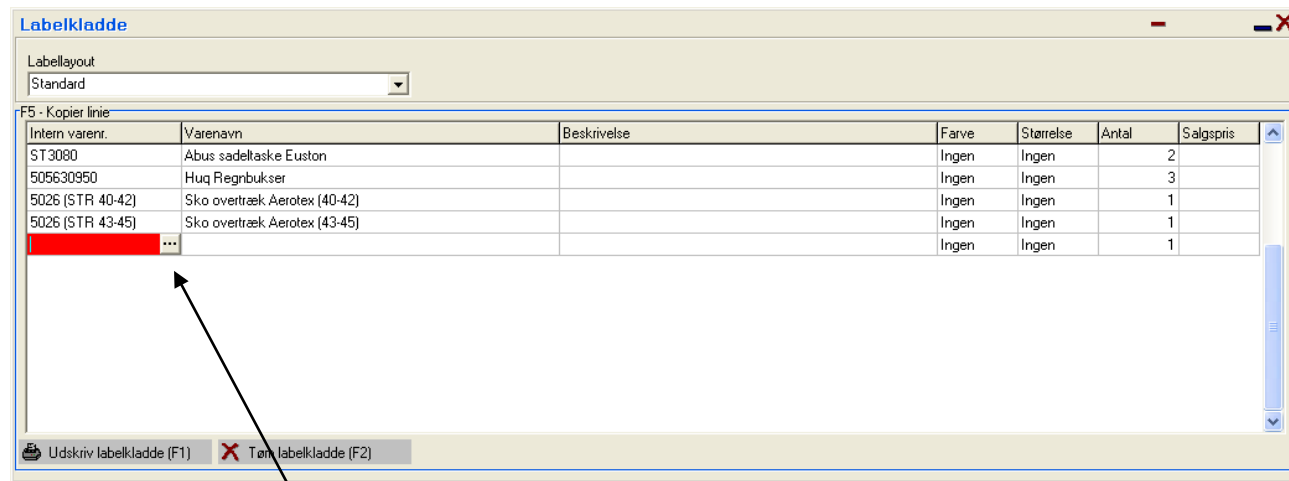 Labelkladde
Labellayout
Standard
F5 - Kopier linie
Intern varenr. Varenavn Beskrivelse Farve Størrelse Antal Salgspris
ST3080 Abus sadeltaske Euston Ingen Ingen 2
505630950 Huq Regnbukser Ingen Ingen 3
5026 (STR 40-42) Sko overtræk Aerotex (40-42) Ingen Ingen 1
5026 (STR 43-45) Sko overtræk Aerotex (43-45) Ingen Ingen 1
... Ingen Ingen 1
Udskriv labelkladde (F1) Tøm labelkladde (F2)